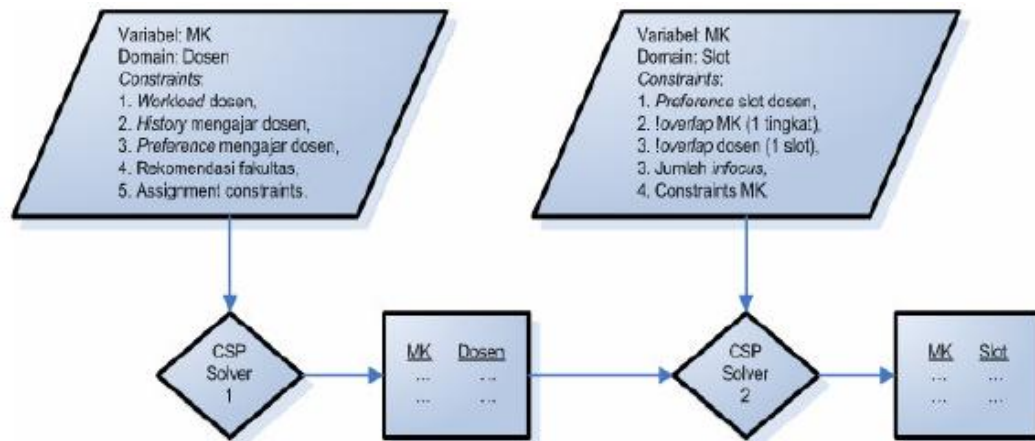 Variabel: MK
Domain: Dosen
Constraints:
1. Workload dosen,
2. History mengajar dosen,
3. Preference mengajar dosen,
4. Rekomendasi fakultas,
5. Assignment constraints.
Variabel: MK
Domain: Slot
Constraints:
1. Preference slot dosen,
2. !overlap MK (1 tingkat),
3. !overlap dosen (1 slot),
3. Jumlah infocus,
4. Constraints MK
CSP
Solver
1
MK Dosen
... ...
... ...
CSP
Solver
2
MK Slot
... ...
... ...